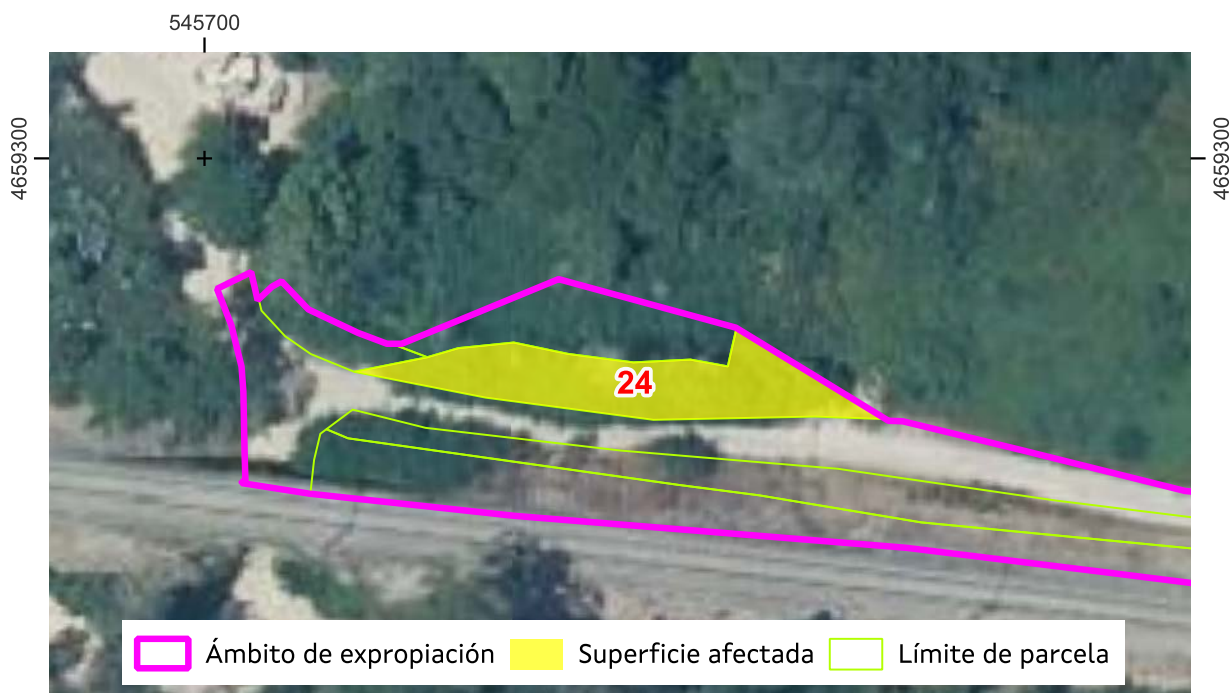 545700
4659300
4659300
24
Ámbito de expropiación
Superficie afectada
Límite de parcela